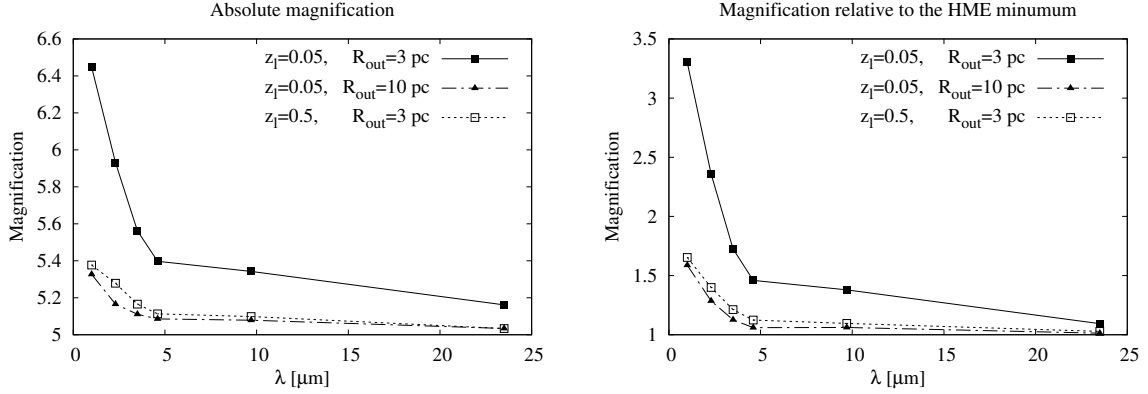 Absolute magnification
6.6
6.4
6.2
6
5.8
5.6
5.4
5.2
5
Magnification
z_l=0.05, R_out=3 pc
z_l=0.05, R_out=10 pc
z_l=0.5, R_out=3 pc
0 5 10 15 20 25
λ [μm]
Magnification relative to the HME minumum
3.5
3
2.5
2
1.5
1
Magnification
z_l=0.05, R_out=3 pc
z_l=0.05, R_out=10 pc
z_l=0.5, R_out=3 pc
0 5 10 15 20 25
λ [μm]